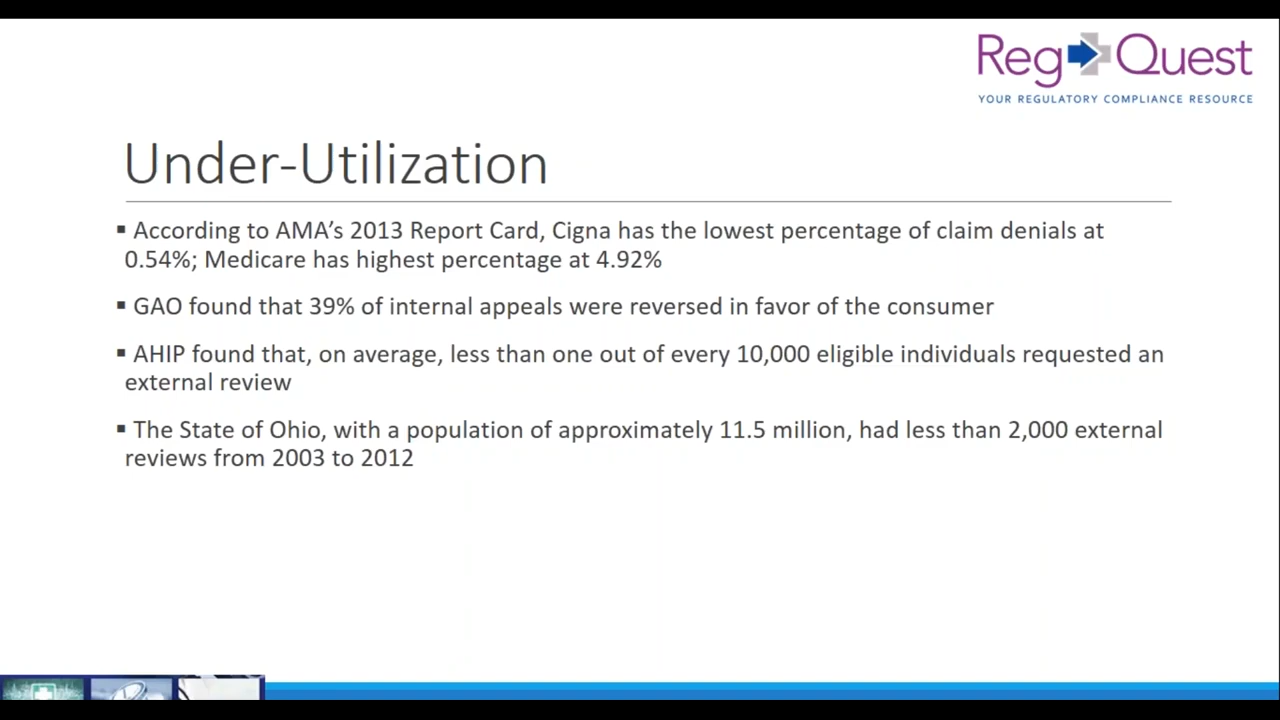 Reg Quest
YOUR REGULATORY COMPLIANCE RESOURCE
Under-Utilization
▪ According to AMA’s 2013 Report Card, Cigna has the lowest percentage of claim denials at
0.54%; Medicare has highest percentage at 4.92%
▪ GAO found that 39% of internal appeals were reversed in favor of the consumer
▪ AHIP found that, on average, less than one out of every 10,000 eligible individuals requested an
external review
▪ The State of Ohio, with a population of approximately 11.5 million, had less than 2,000 external
reviews from 2003 to 2012